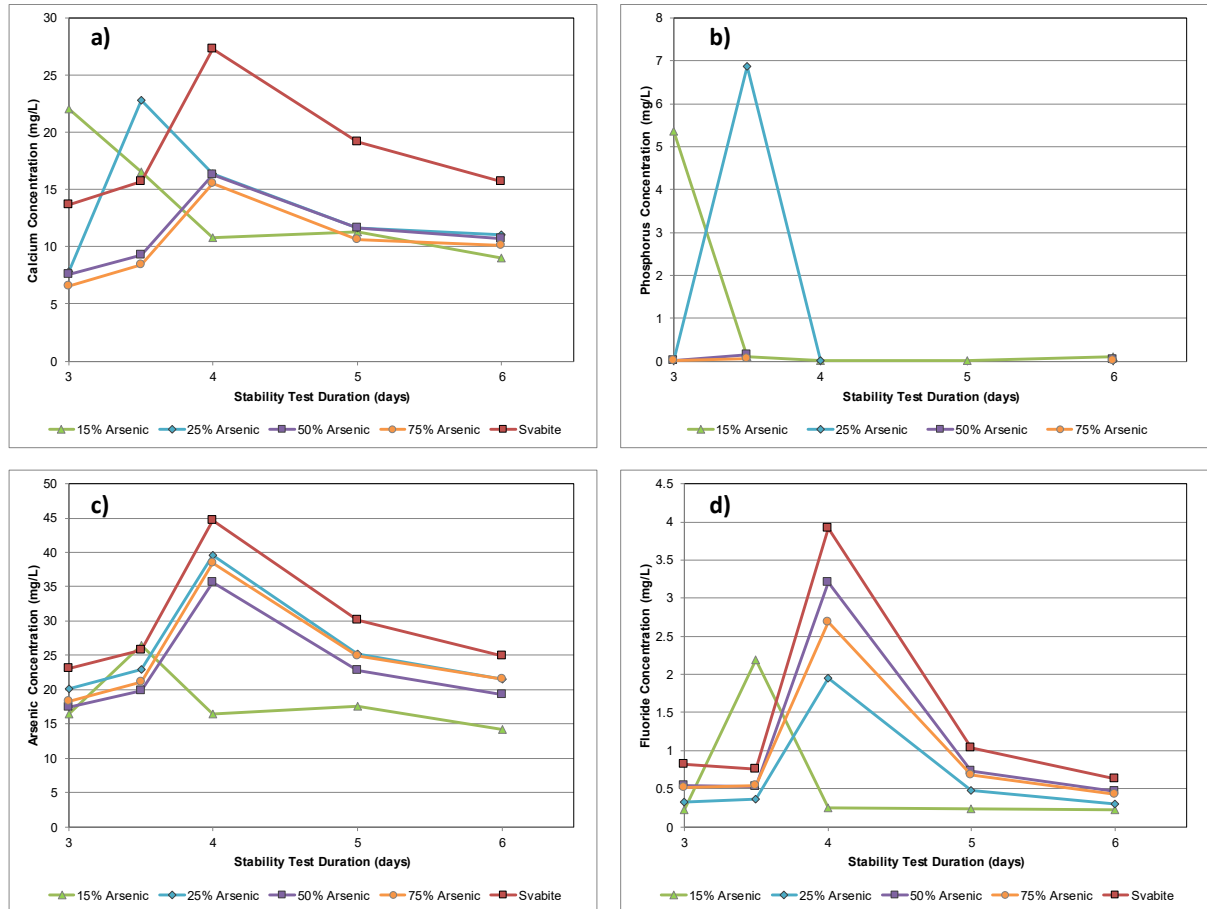 a)
Calcium Concentration (mg/L)
30
25
20
15
10
5
0
3 4 5 6
Stability Test Duration (days)
15% Arsenic 25% Arsenic 50% Arsenic 75% Arsenic Svabite
b)
Phosphorus Concentration (mg/L)
8
7
6
5
4
3
2
1
0
3 4 5 6
Stability Test Duration (days)
15% Arsenic 25% Arsenic 50% Arsenic 75% Arsenic
c)
Arsenic Concentration (mg/L)
50
45
40
35
30
25
20
15
10
5
0
3 4 5 6
Stability Test Duration (days)
15% Arsenic 25% Arsenic 50% Arsenic 75% Arsenic Svabite
d)
Fluoride Concentration (mg/L)
4.5
4
3.5
3
2.5
2
1.5
1
0.5
0
3 4 5 6
Stability Test Duration (days)
15% Arsenic 25% Arsenic 50% Arsenic 75% Arsenic Svabite